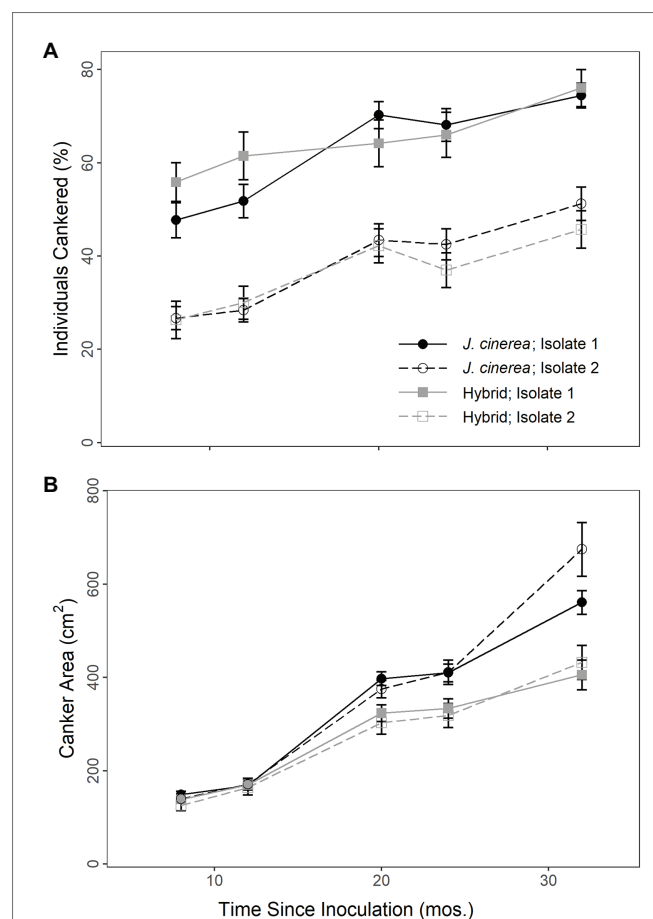 A
80
60
40
20
0
Individuals Cankered (%)
J. cinerea; Isolate 1
J. cinerea; Isolate 2
Hybrid; Isolate 1
Hybrid; Isolate 2
B
800
600
400
200
0
Canker Area (cm²)
10 20 30
Time Since Inoculation (mos.)